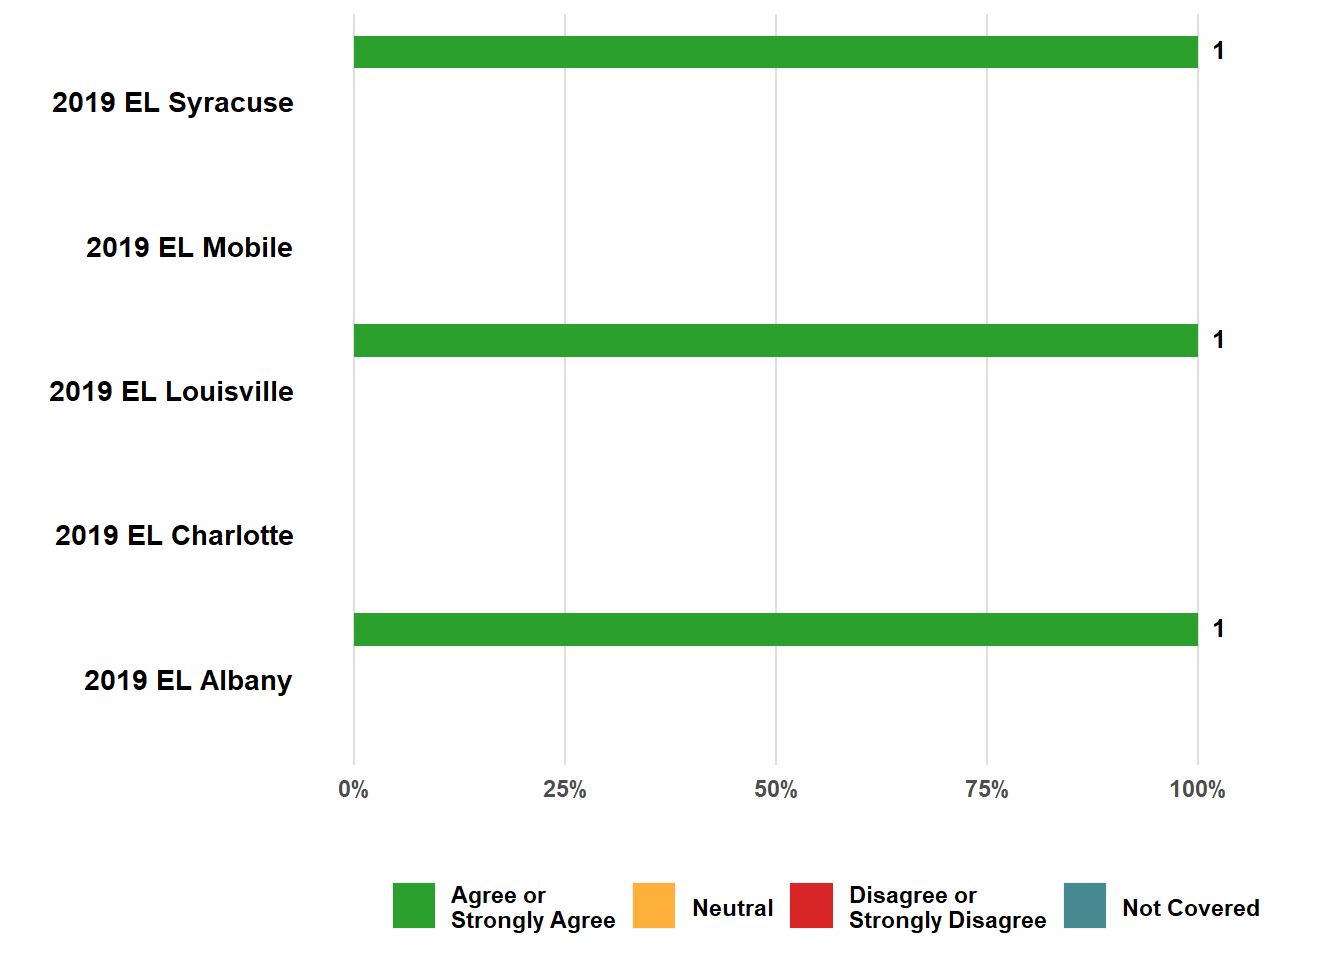 1
2019 EL Syracuse
2019 EL Mobile
1
2019 EL Louisville
2019 EL Charlotte
1
2019 EL Albany
0% 25% 50% 75% 100%
Agree or
Strongly Agree
Neutral
Disagree or
Strongly Disagree
Not Covered